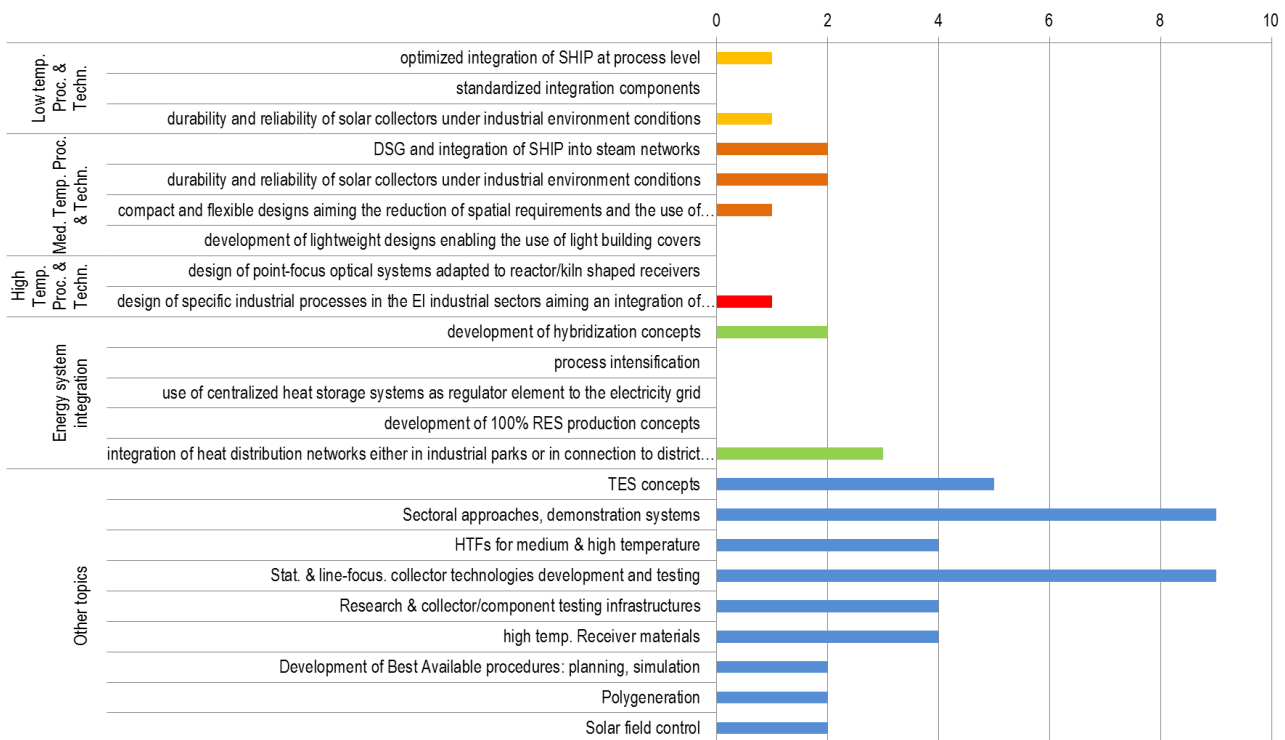 0 2 4 6 8 10
Low temp.
Proc. &
Techn.
optimized integration of SHIP at process level
standardized integration components
durability and reliability of solar collectors under industrial environment conditions
Med. Temp. Proc.
& Techn.
DSG and integration of SHIP into steam networks
durability and reliability of solar collectors under industrial environment conditions
compact and flexible designs aiming the reduction of spatial requirements and the use of…
development of lightweight designs enabling the use of light building covers
High
Temp.
Proc. &
Techn.
design of point-focus optical systems adapted to reactor/kiln shaped receivers
design of specific industrial processes in the EI industrial sectors aiming an integration of…
Energy system
integration
development of hybridization concepts
process intensification
use of centralized heat storage systems as regulator element to the electricity grid
development of 100% RES production concepts
integration of heat distribution networks either in industrial parks or in connection to district…
Other topics
TES concepts
Sectoral approaches, demonstration systems
HTFs for medium & high temperature
Stat. & line-focus. collector technologies development and testing
Research & collector/component testing infrastructures
high temp. Receiver materials
Development of Best Available procedures: planning, simulation
Polygeneration
Solar field control